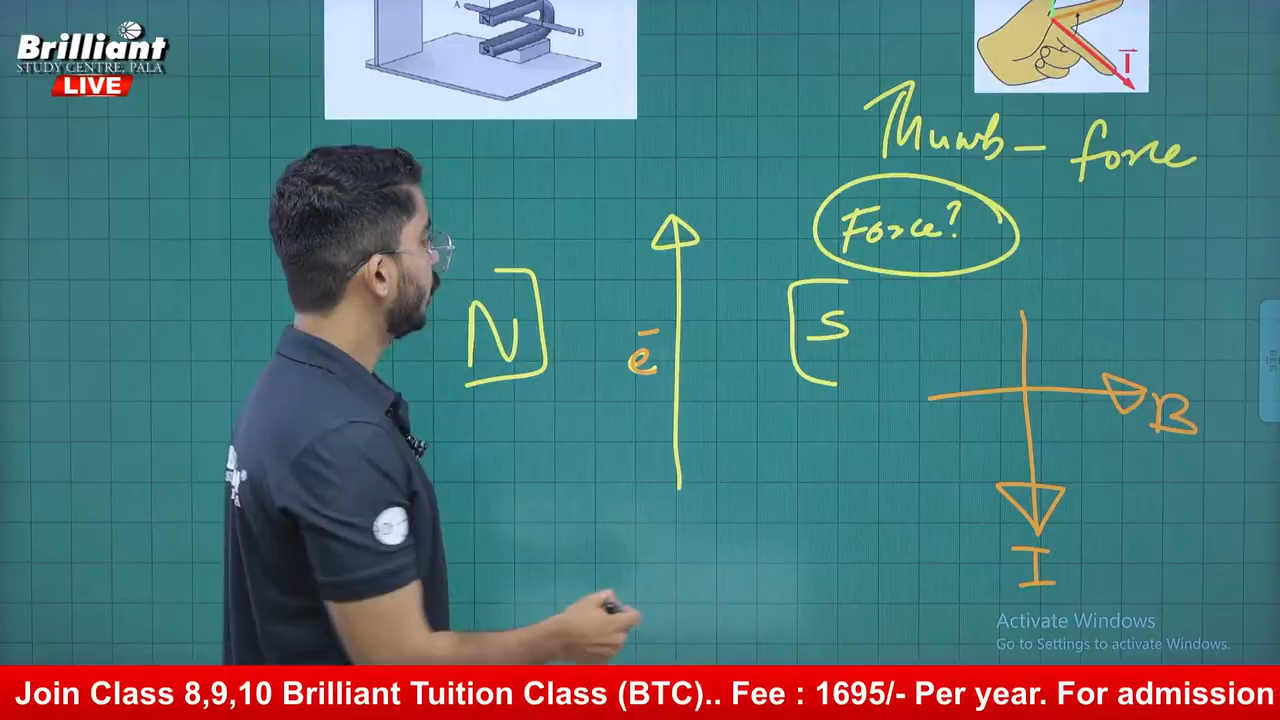 Brilliant
STUDY CENTRE, PALA
LIVE
A
N
B
I
Thumb - force
Force?
N
S
e
B
I
Activate Windows
Go to Settings to activate Windows.
Join Class 8,9,10 Brilliant Tuition Class (BTC).. Fee : 1695/- Per year. For admission